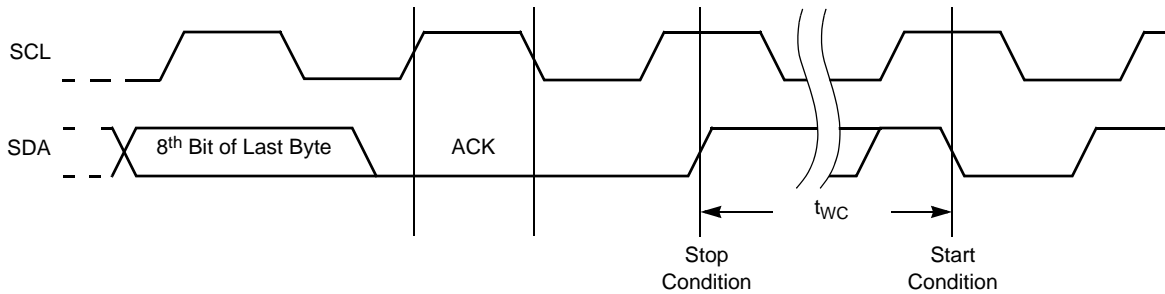 SCL
SDA
8th Bit of Last Byte
ACK
tWC
Stop
Condition
Start
Condition